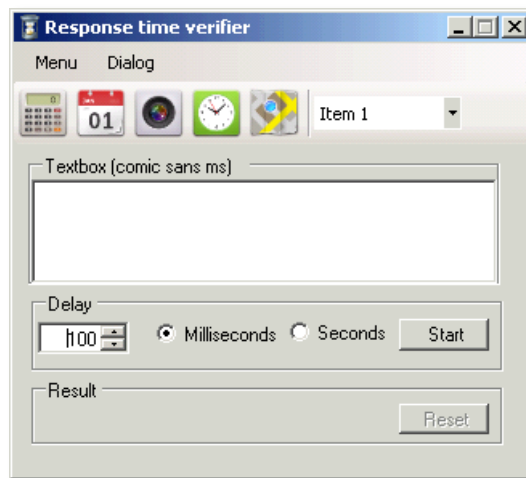 Response time verifier
Menu Dialog
JAN 01 Item 1
Textbox (comic sans ms)
Delay
100 Milliseconds Seconds Start
Result
Reset